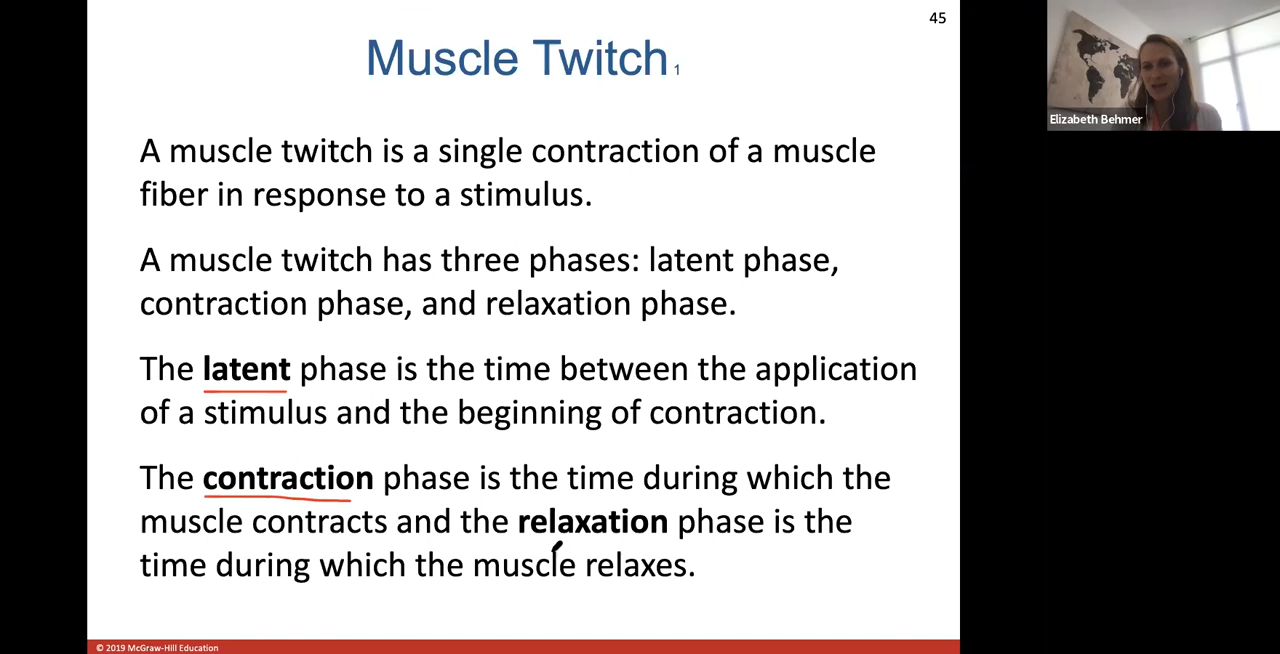 45
Muscle Twitch 1
A muscle twitch is a single contraction of a muscle
fiber in response to a stimulus.
A muscle twitch has three phases: latent phase,
contraction phase, and relaxation phase.
The latent phase is the time between the application
of a stimulus and the beginning of contraction.
The contraction phase is the time during which the
muscle contracts and the relaxation phase is the
time during which the muscle relaxes.
© 2019 McGraw-Hill Education
Elizabeth Behmer